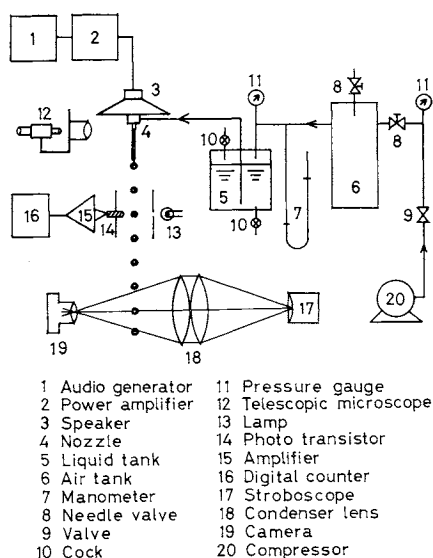 1
2
3
4
8
11
11
12
10
8
5
6
7
10
9
16
15
14
13
20
19
18
17
1 Audio generator
2 Power amplifier
3 Speaker
4 Nozzle
5 Liquid tank
6 Air tank
7 Manometer
8 Needle valve
9 Valve
10 Cock
11 Pressure gauge
12 Telescopic microscope
13 Lamp
14 Photo transistor
15 Amplifier
16 Digital counter
17 Stroboscope
18 Condenser lens
19 Camera
20 Compressor